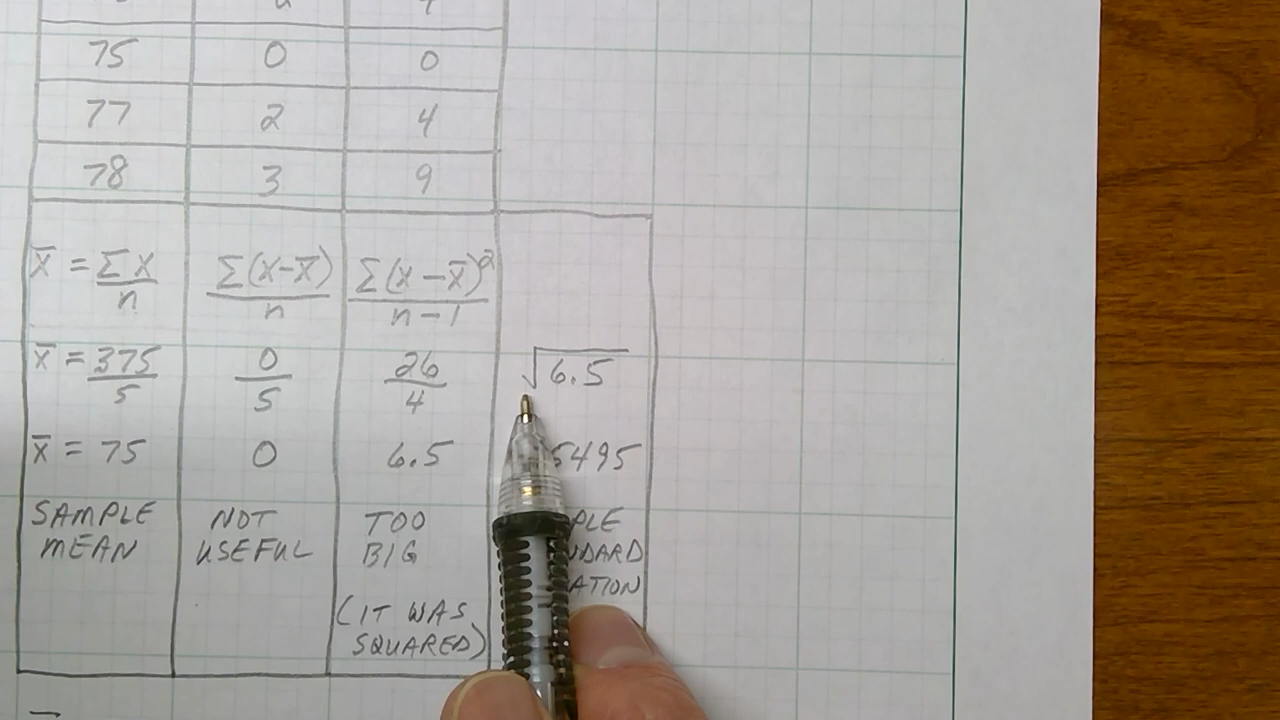 75 0 0
77 2 4
78 3 9
x̄ = Σx/n Σ(x-x̄)/n Σ(x-x̄)²/n-1
x̄ = 375/5 0/5 26/4 √6.5
x̄ = 75 0 6.5 5495
SAMPLE NOT TOO
MEAN USEFUL BIG
(IT WAS
SQUARED)